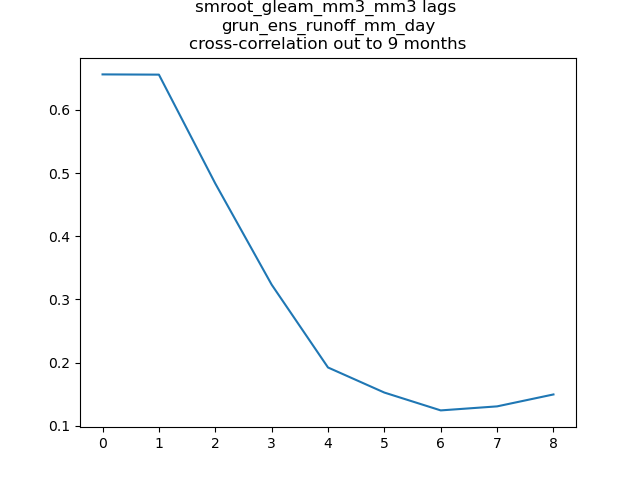 smroot_gleam_mm3_mm3 lags
grun_ens_runoff_mm_day
cross-correlation out to 9 months
0.6
0.5
0.4
0.3
0.2
0.1
0 1 2 3 4 5 6 7 8